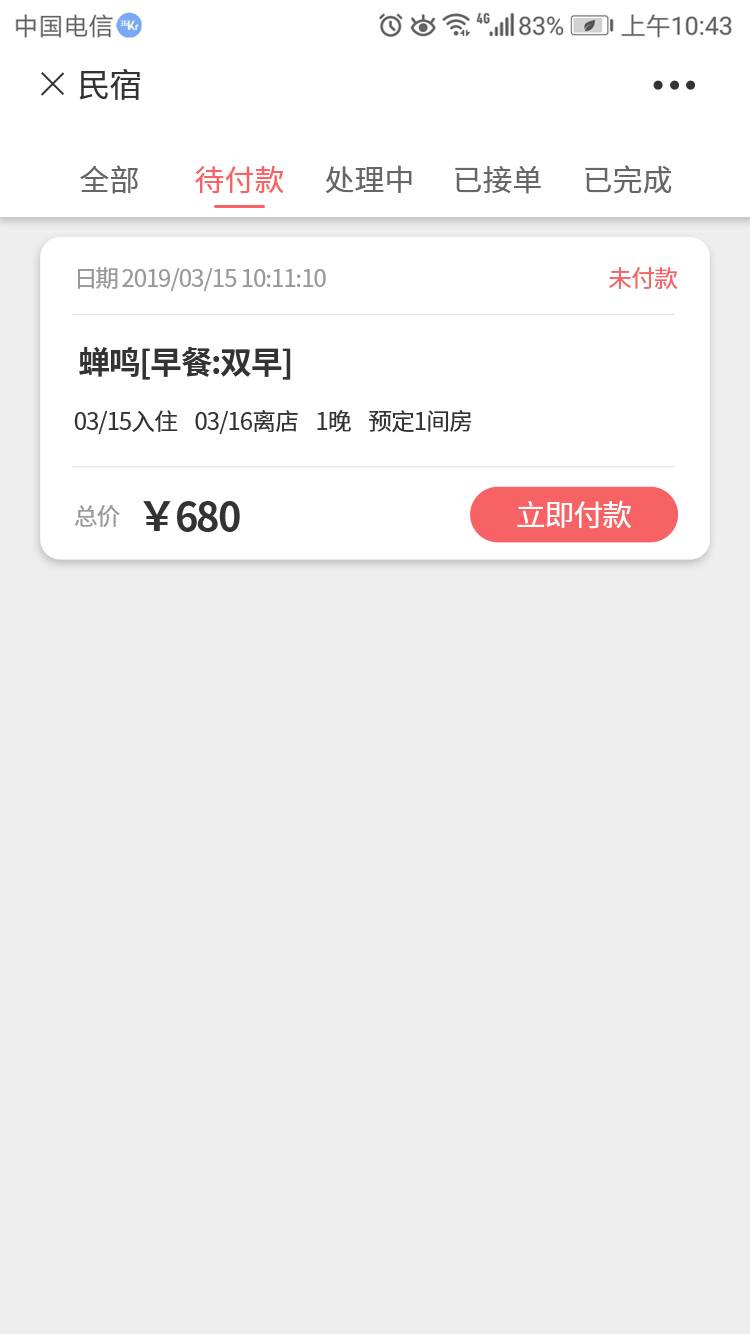 中国电信 36Kr 4G 83% 上午10:43
民宿
全部 待付款 处理中 已接单 已完成
日期 2019/03/15 10:11:10 未付款
蝉鸣[早餐:双早]
03/15入住 03/16离店 1晚 预定1间房
总价 ￥680 立即付款